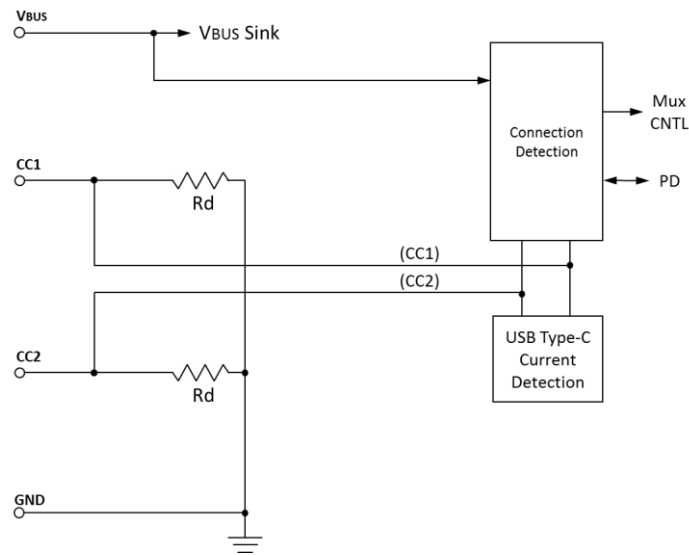 VBUS
VBUS Sink
Connection
Detection
Mux
CNTL
PD
CC1
Rd
(CC1)
(CC2)
USB Type-C
Current
Detection
CC2
Rd
GND